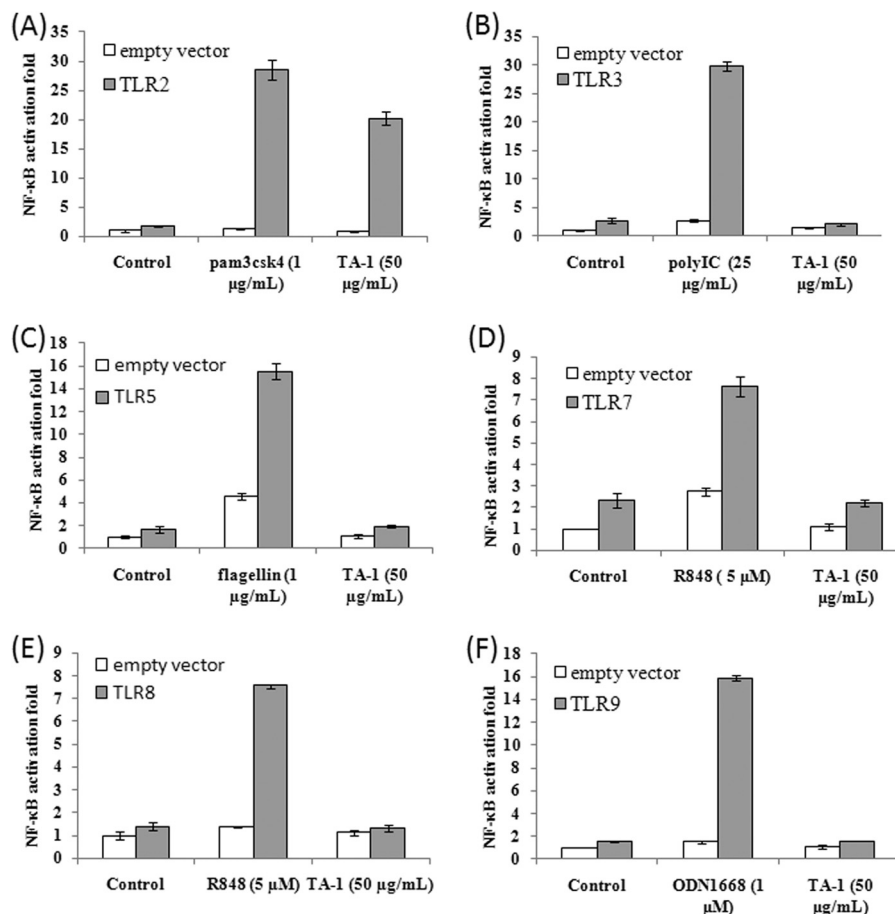 (A)
empty vector
TLR2
NF-κB activation fold
35
30
25
20
15
10
5
0
Control
pam3csk4 (1 µg/mL)
TA-1 (50 µg/mL)
(B)
empty vector
TLR3
NF-κB activation fold
35
30
25
20
15
10
5
0
Control
polyIC (25 µg/mL)
TA-1 (50 µg/mL)
(C)
empty vector
TLR5
NF-κB activation fold
18
16
14
12
10
8
6
4
2
0
Control
flagellin (1 µg/mL)
TA-1 (50 µg/mL)
(D)
empty vector
TLR7
NF-κB activation fold
9
8
7
6
5
4
3
2
1
0
Control
R848 ( 5 µM)
TA-1 (50 µg/mL)
(E)
empty vector
TLR8
NF-κB activation fold
9
8
7
6
5
4
3
2
1
0
Control
R848 (5 µM)
TA-1 (50 µg/mL)
(F)
empty vector
TLR9
NF-κB activation fold
18
16
14
12
10
8
6
4
2
0
Control
ODN1668 (1 µM)
TA-1 (50 µg/mL)